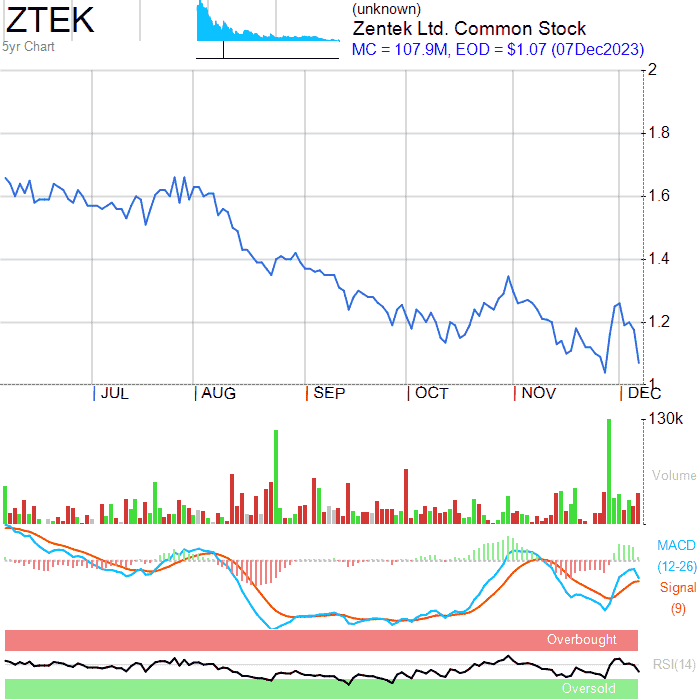 ZTEK
5yr Chart
(unknown)
Zentek Ltd. Common Stock
MC = 107.9M, EOD = $1.07 (07Dec2023)
2
1.8
1.6
1.4
1.2
1
JUL AUG SEP OCT NOV DEC
130k
Volume
MACD
(12-26)
Signal
(9)
Overbought
RSI(14)
Oversold